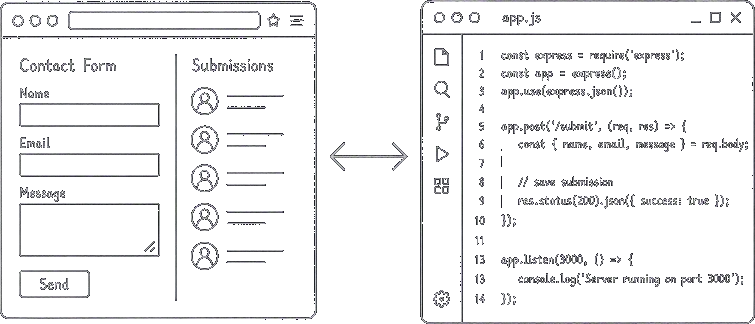 Contact Form
Name
Email
Message
Send
Submissions
app.js
1 const express = require('express');
2 const app = express();
3 app.use(express.json());
4
5 app.post('/submit', (req, res) => {
6 const { name, email, message } = req.body;
7
8 // save submission
9 res.status(200).json({ success: true });
10 });
11
12 app.listen(3000, () => {
13 console.log('Server running on port 3000');
14 });